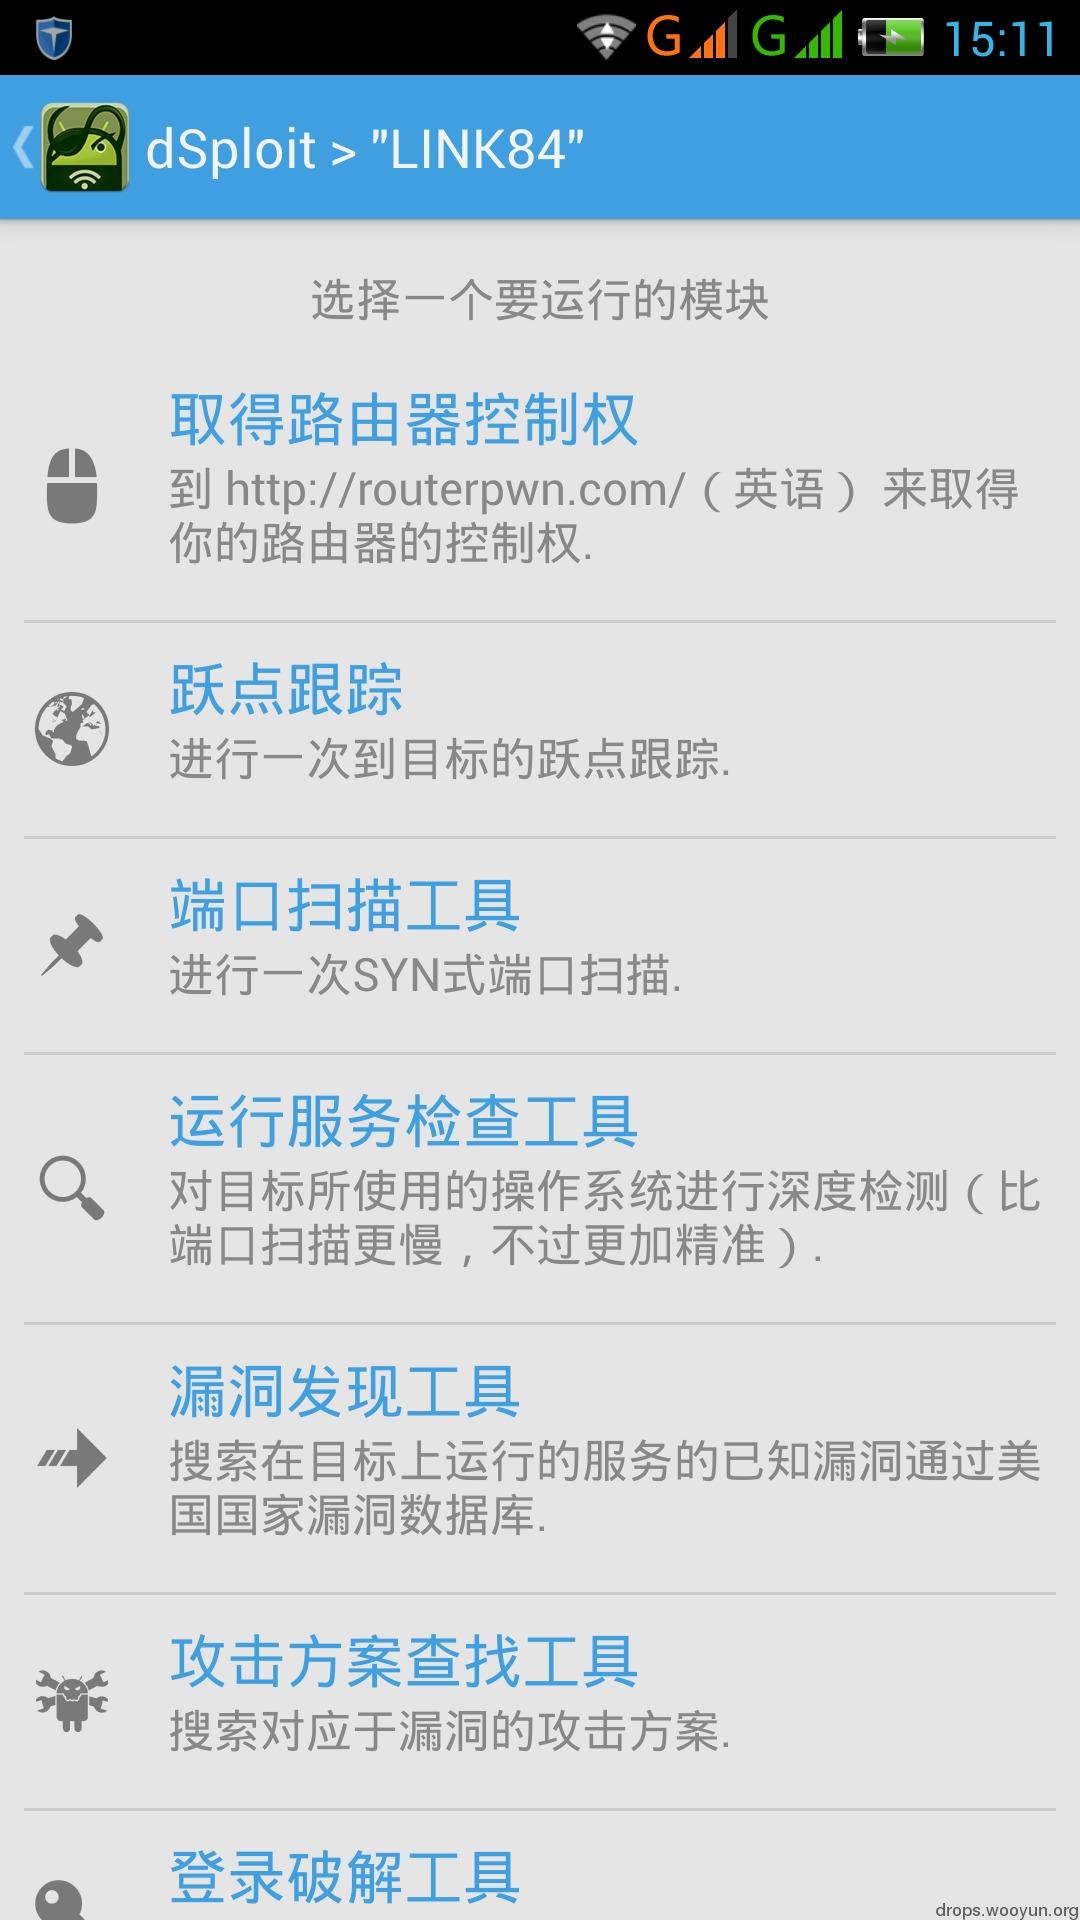 15:11
dSploit > "LINK84"
选择一个要运行的模块
取得路由器控制权
到 http://routerpwn.com/（英语） 来取得
你的路由器的控制权.
跃点跟踪
进行一次到目标的跃点跟踪.
端口扫描工具
进行一次SYN式端口扫描.
运行服务检查工具
对目标所使用的操作系统进行深度检测（比
端口扫描更慢，不过更加精准）.
漏洞发现工具
搜索在目标上运行的服务的已知漏洞通过美
国国家漏洞数据库.
攻击方案查找工具
搜索对应于漏洞的攻击方案.
登录破解工具
drops.wooyun.org